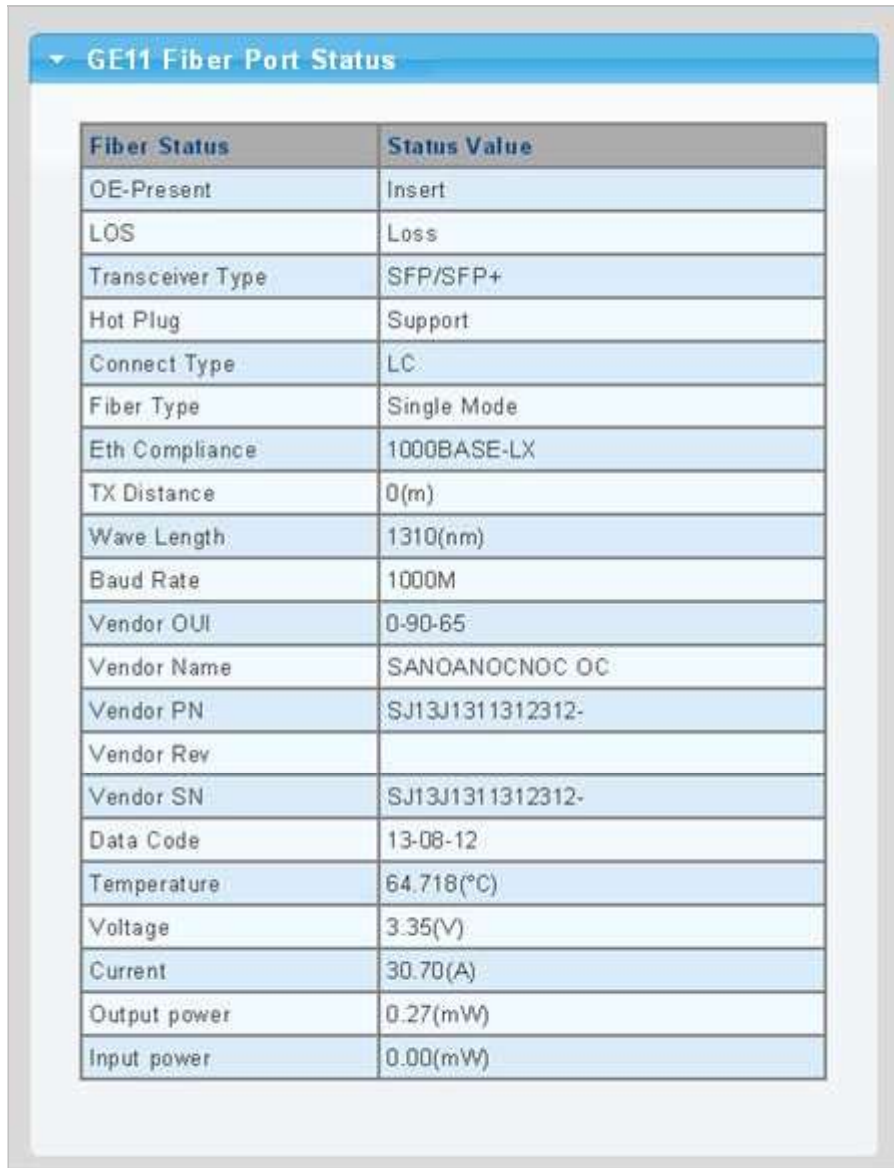 GE11 Fiber Port Status
Fiber Status Status Value
OE-Present Insert
LOS Loss
Transceiver Type SFP/SFP+
Hot Plug Support
Connect Type LC
Fiber Type Single Mode
Eth Compliance 1000BASE-LX
TX Distance 0(m)
Wave Length 1310(nm)
Baud Rate 1000M
Vendor OUI 0-90-65
Vendor Name SANOANOCNOC OC
Vendor PN SJ13J1311312312-
Vendor Rev
Vendor SN SJ13J1311312312-
Data Code 13-08-12
Temperature 64.718(°C)
Voltage 3.35(V)
Current 30.70(A)
Output power 0.27(mW)
Input power 0.00(mW)